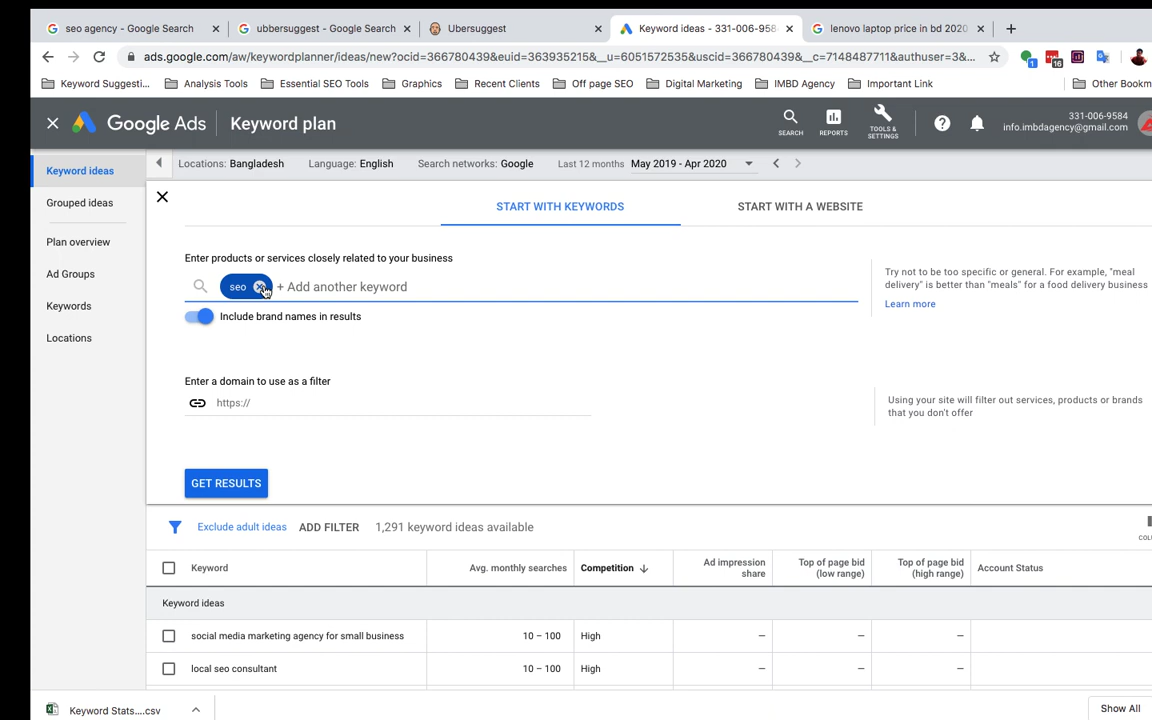 seo agency - Google Search
ubbersuggest - Google Search
Ubersuggest
Keyword ideas - 331-006-958
lenovo laptop price in bd 2020
ads.google.com/aw/keywordplanner/ideas/new?ocid=366780439&euid=363935215&__u=6051572535&uscid=366780439&__c=7148487711&authuser=3&...
1
16
Keyword Suggesti...
Analysis Tools
Essential SEO Tools
Graphics
Recent Clients
Off page SEO
Digital Marketing
IMBD Agency
Important Link
Other Bookm
Google Ads
Keyword plan
SEARCH
REPORTS
TOOLS &
SETTINGS
331-006-9584
info.imbdagency@gmail.com
Keyword ideas
Grouped ideas
Plan overview
Ad Groups
Keywords
Locations
Locations: Bangladesh
Language: English
Search networks: Google
Last 12 months
May 2019 - Apr 2020
START WITH KEYWORDS
START WITH A WEBSITE
Enter products or services closely related to your business
seo
+ Add another keyword
Include brand names in results
Try not to be too specific or general. For example, "meal
delivery" is better than "meals" for a food delivery business
Learn more
Enter a domain to use as a filter
https://
Using your site will filter out services, products or brands
that you don't offer
GET RESULTS
Exclude adult ideas
ADD FILTER
1,291 keyword ideas available
COLU
Keyword
Avg. monthly searches
Competition
Ad impression
share
Top of page bid
(low range)
Top of page bid
(high range)
Account Status
Keyword ideas
social media marketing agency for small business
10 – 100
High
–
–
–
local seo consultant
10 – 100
High
–
–
–
Keyword Stats....csv
Show All